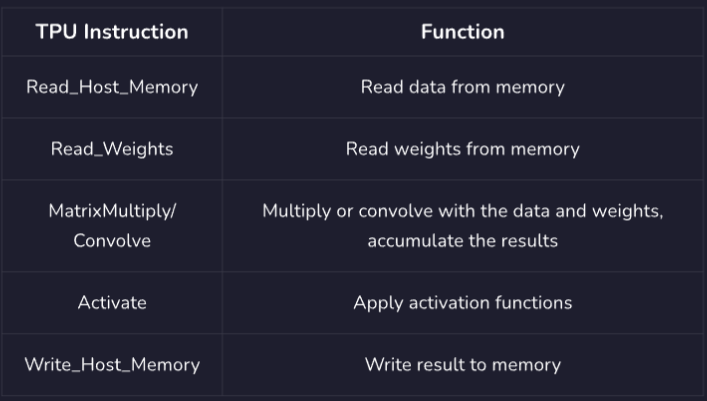 TPU Instruction Function
Read_Host_Memory Read data from memory
Read_Weights Read weights from memory
MatrixMultiply/ Multiply or convolve with the data and weights,
Convolve accumulate the results
Activate Apply activation functions
Write_Host_Memory Write result to memory